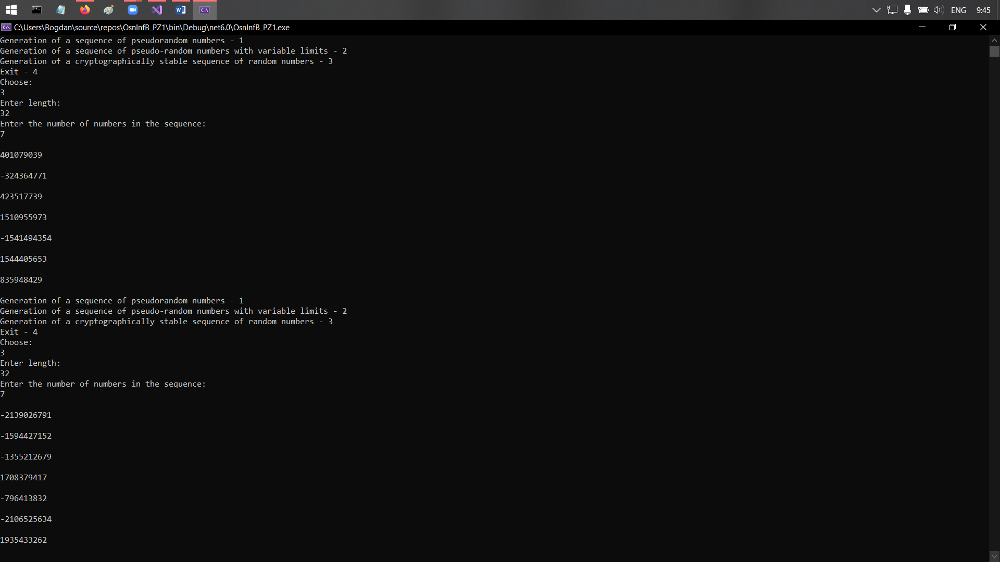 ENG
9:45
C:\Users\Bogdan\source\repos\OsnInfB_PZ1\bin\Debug\net6.0\OsnInfB_PZ1.exe
Generation of a sequence of pseudorandom numbers - 1
Generation of a sequence of pseudo-random numbers with variable limits - 2
Generation of a cryptographically stable sequence of random numbers - 3
Exit - 4
Choose:
3
Enter length:
32
Enter the number of numbers in the sequence:
7
401079039
-324364771
423517739
1510955973
-1541494354
1544405653
835948429
Generation of a sequence of pseudorandom numbers - 1
Generation of a sequence of pseudo-random numbers with variable limits - 2
Generation of a cryptographically stable sequence of random numbers - 3
Exit - 4
Choose:
3
Enter length:
32
Enter the number of numbers in the sequence:
7
-2139026791
-1594427152
-1355212679
1708379417
-796413832
-2106525634
1935433262